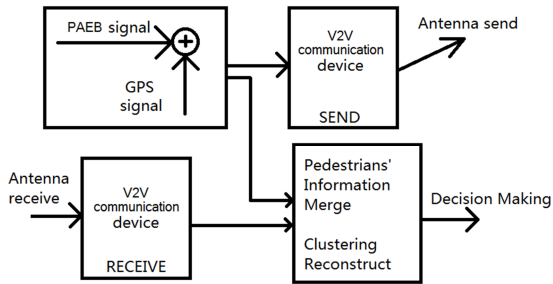 PAEB signal
GPS
signal
V2V
communication
device
SEND
Antenna send
Antenna
receive
V2V
communication
device
RECEIVE
Pedestrians'
Information
Merge
Clustering
Reconstruct
Decision Making